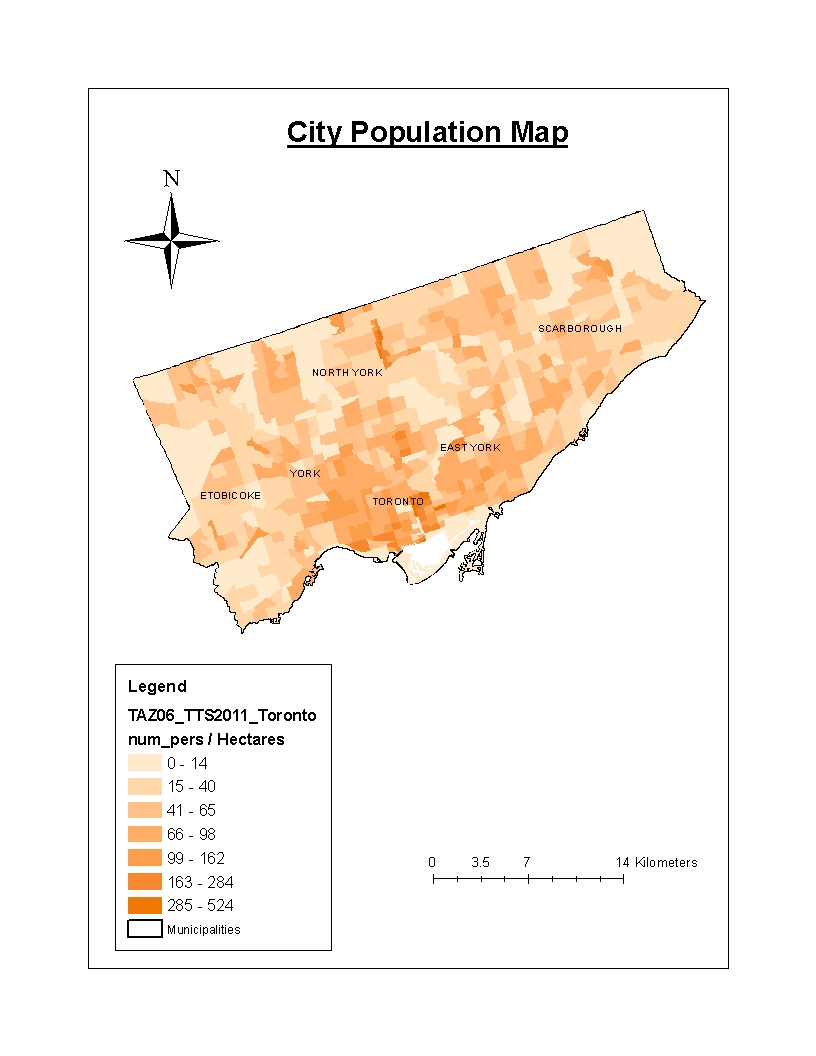 City Population Map
N
SCARBOROUGH
NORTH YORK
EAST YORK
YORK
ETOBICOKE
TORONTO
Legend
TAZ06_TTS2011_Toronto
num_pers / Hectares
0 - 14
15 - 40
41 - 65
66 - 98
99 - 162
163 - 284
285 - 524
Municipalities
0 3.5 7 14 Kilometers